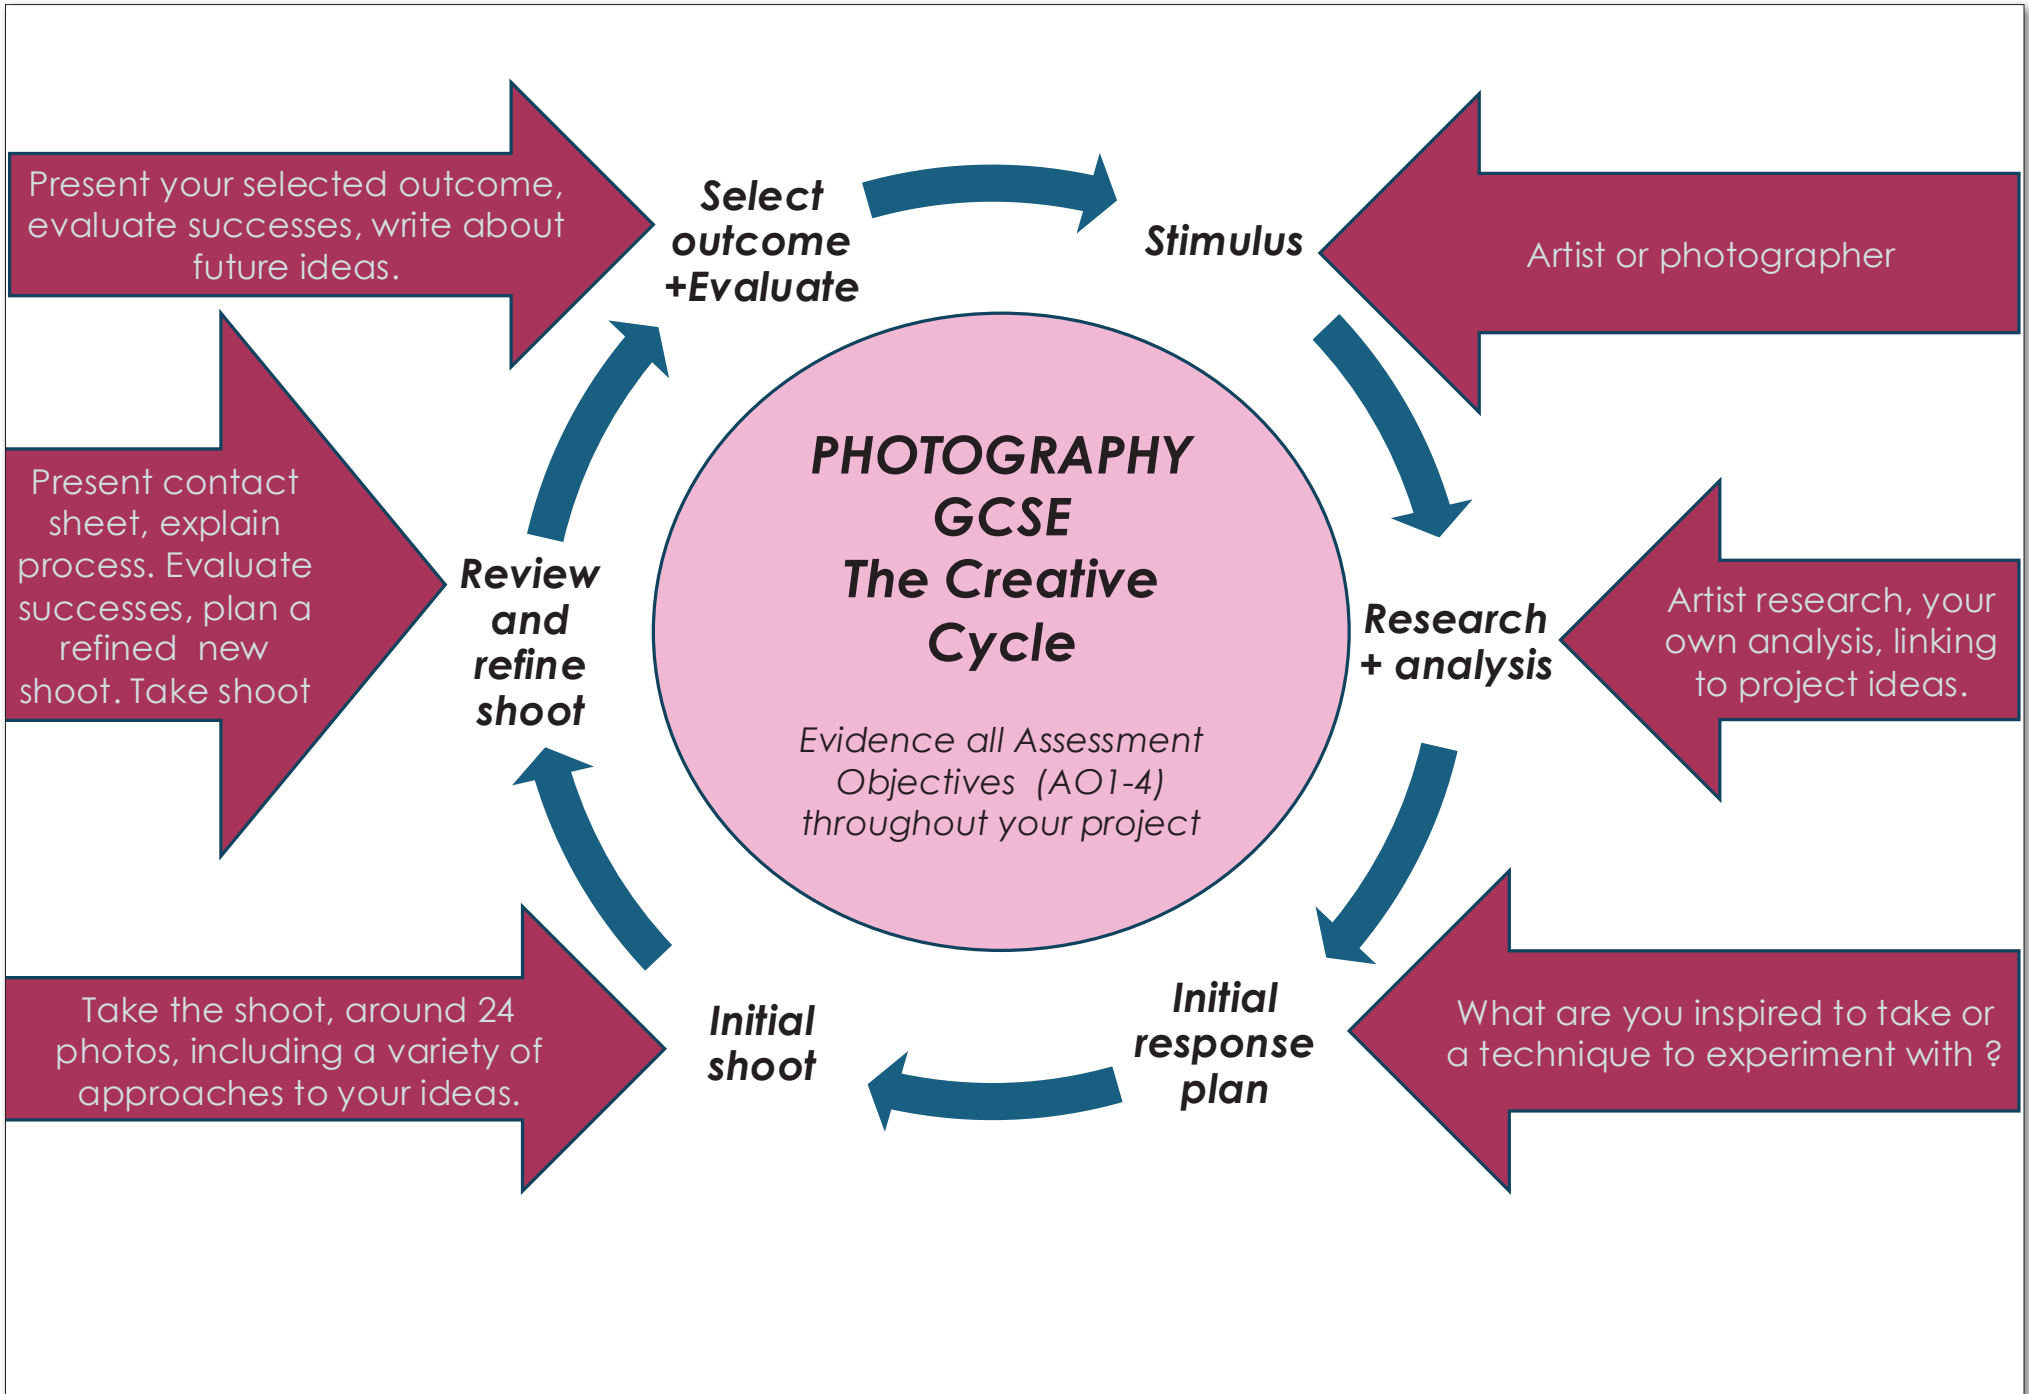 PHOTOGRAPHY
GCSE
The Creative
Cycle
Evidence all Assessment
Objectives (AO1-4)
throughout your project
Stimulus
Artist or photographer
Research
+ analysis
Artist research, your
own analysis, linking
to project ideas.
Initial
response
plan
What are you inspired to take or
a technique to experiment with ?
Initial
shoot
Take the shoot, around 24
photos, including a variety of
approaches to your ideas.
Review
and
refine
shoot
Present contact
sheet, explain
process. Evaluate
successes, plan a
refined new
shoot. Take shoot
Select
outcome
+Evaluate
Present your selected outcome,
evaluate successes, write about
future ideas.